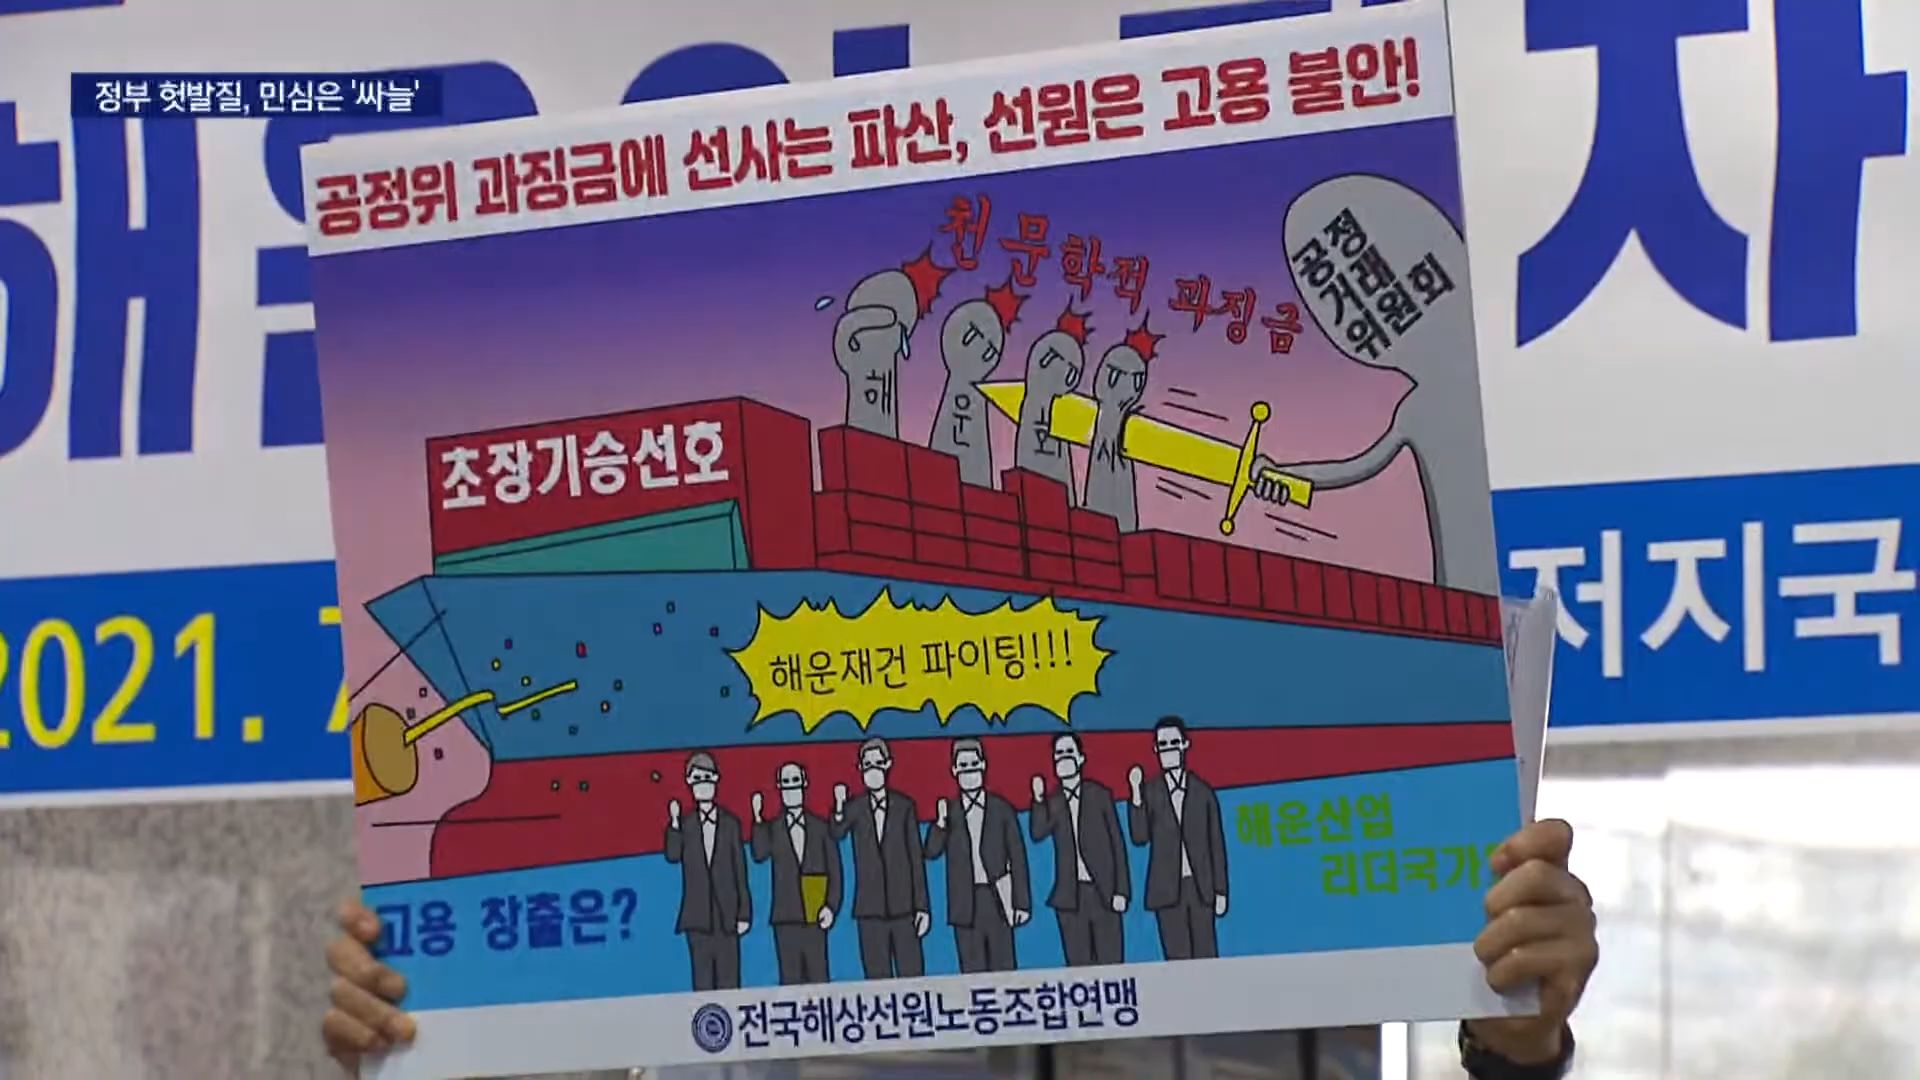 정부 헛발질, 민심은 '싸늘'
공정위 과징금에 선사는 파산, 선원은 고용 불안!
천문학적 과징금
공정
거래
위원회
해 운 회 사
초장기승선호
해운재건 파이팅!!!
해운산업
리더국가
고용 창출은?
전국해상선원노동조합연맹
2021. 7
저지국